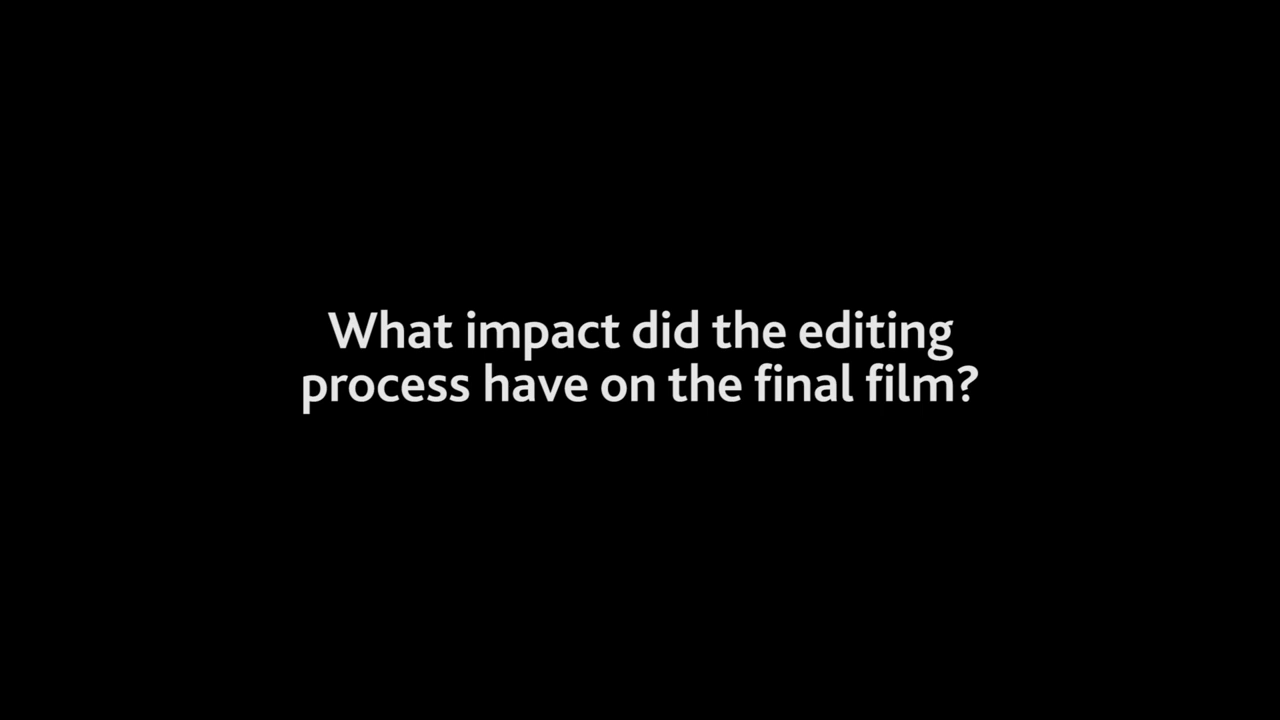 What impact did the editing
process have on the final film?